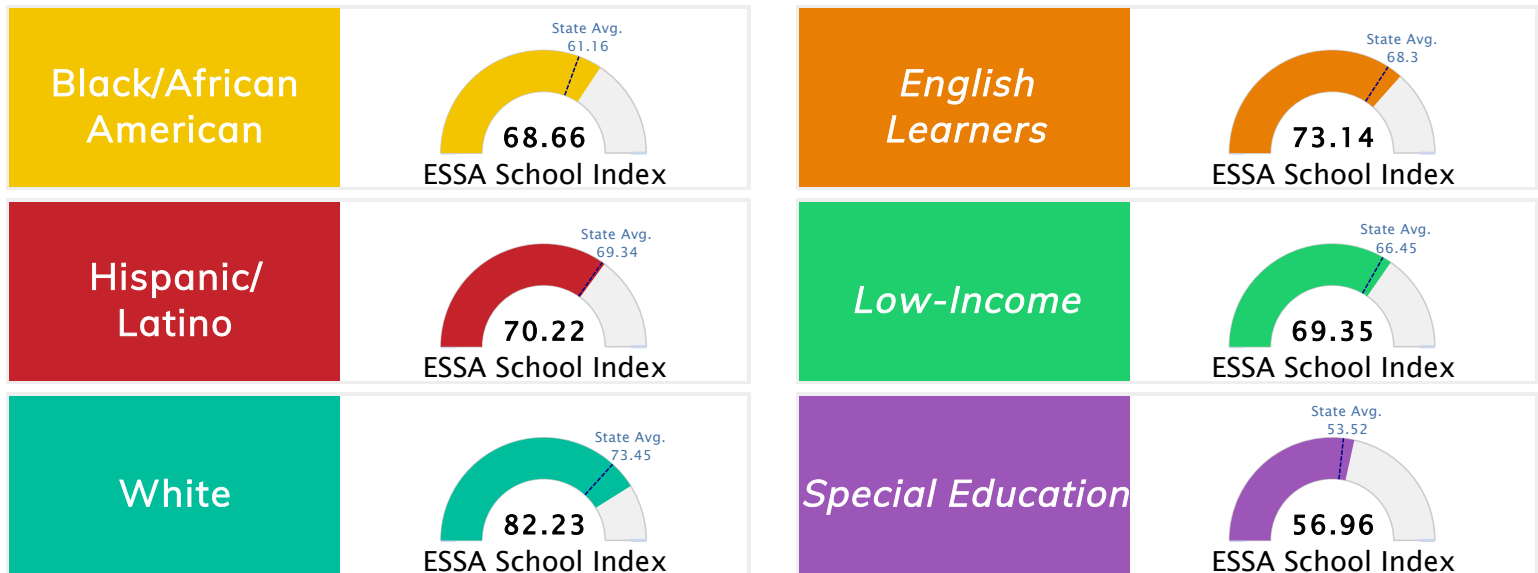 Black/African
American
State Avg.
61.16
68.66
ESSA School Index
English
Learners
State Avg.
68.3
73.14
ESSA School Index
Hispanic/
Latino
State Avg.
69.34
70.22
ESSA School Index
Low-Income
State Avg.
66.45
69.35
ESSA School Index
White
State Avg.
73.45
82.23
ESSA School Index
Special Education
State Avg.
53.52
56.96
ESSA School Index